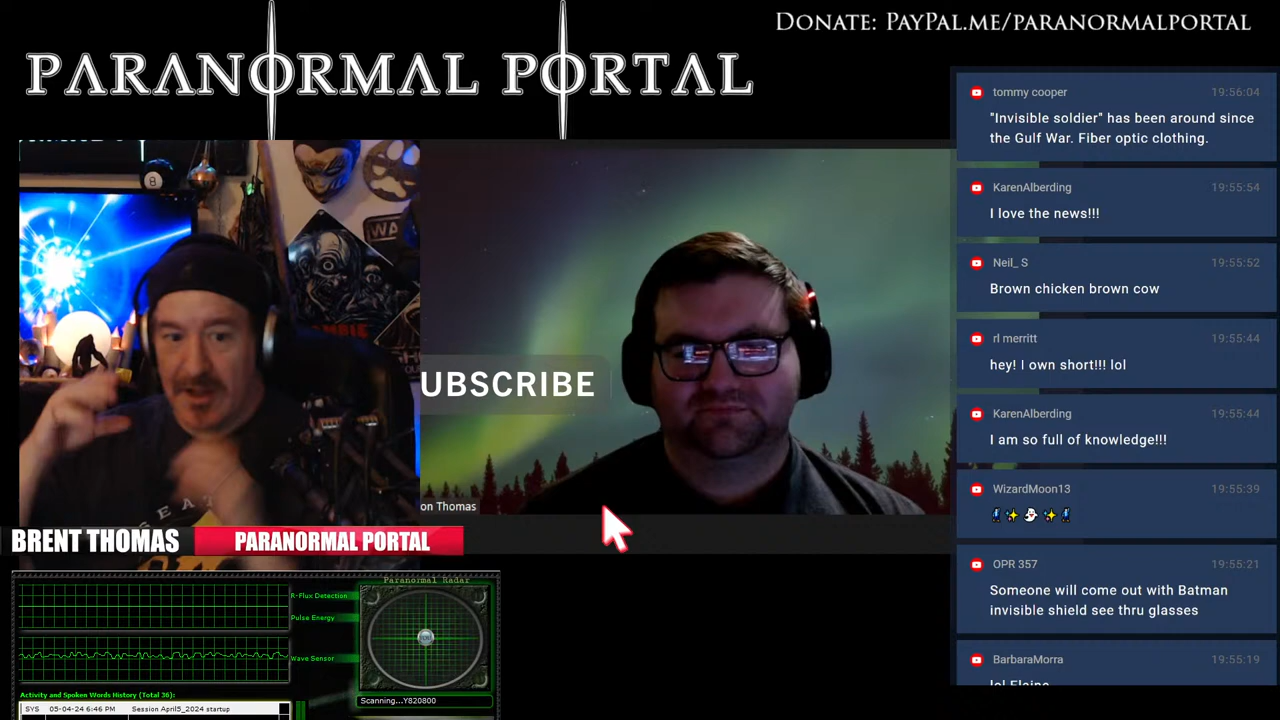 DONATE: PAYPAL.ME/PARANORMALPORTAL
PARANORMAL PORTAL
tommy cooper 19:56:04
"Invisible soldier" has been around since
the Gulf War. Fiber optic clothing.
KarenAlberding 19:55:54
I love the news!!!
Neil_ S 19:55:52
Brown chicken brown cow
rl merritt 19:55:44
hey! I own short!!! lol
KarenAlberding 19:55:44
I am so full of knowledge!!!
WizardMoon13 19:55:39
OPR 357 19:55:21
Someone will come out with Batman
invisible shield see thru glasses
BarbaraMorra 19:55:19
lol Elaine
8
UBSCRIBE
on Thomas
BRENT THOMAS PARANORMAL PORTAL
Paranormal Radar
R-Flux Detection
Pulse Energy
Wave Sensor
Scanning...Y820800
Activity and Spoken Words History (Total 36):
SYS 05-04-24 6:46 PM Session April5_2024 startup